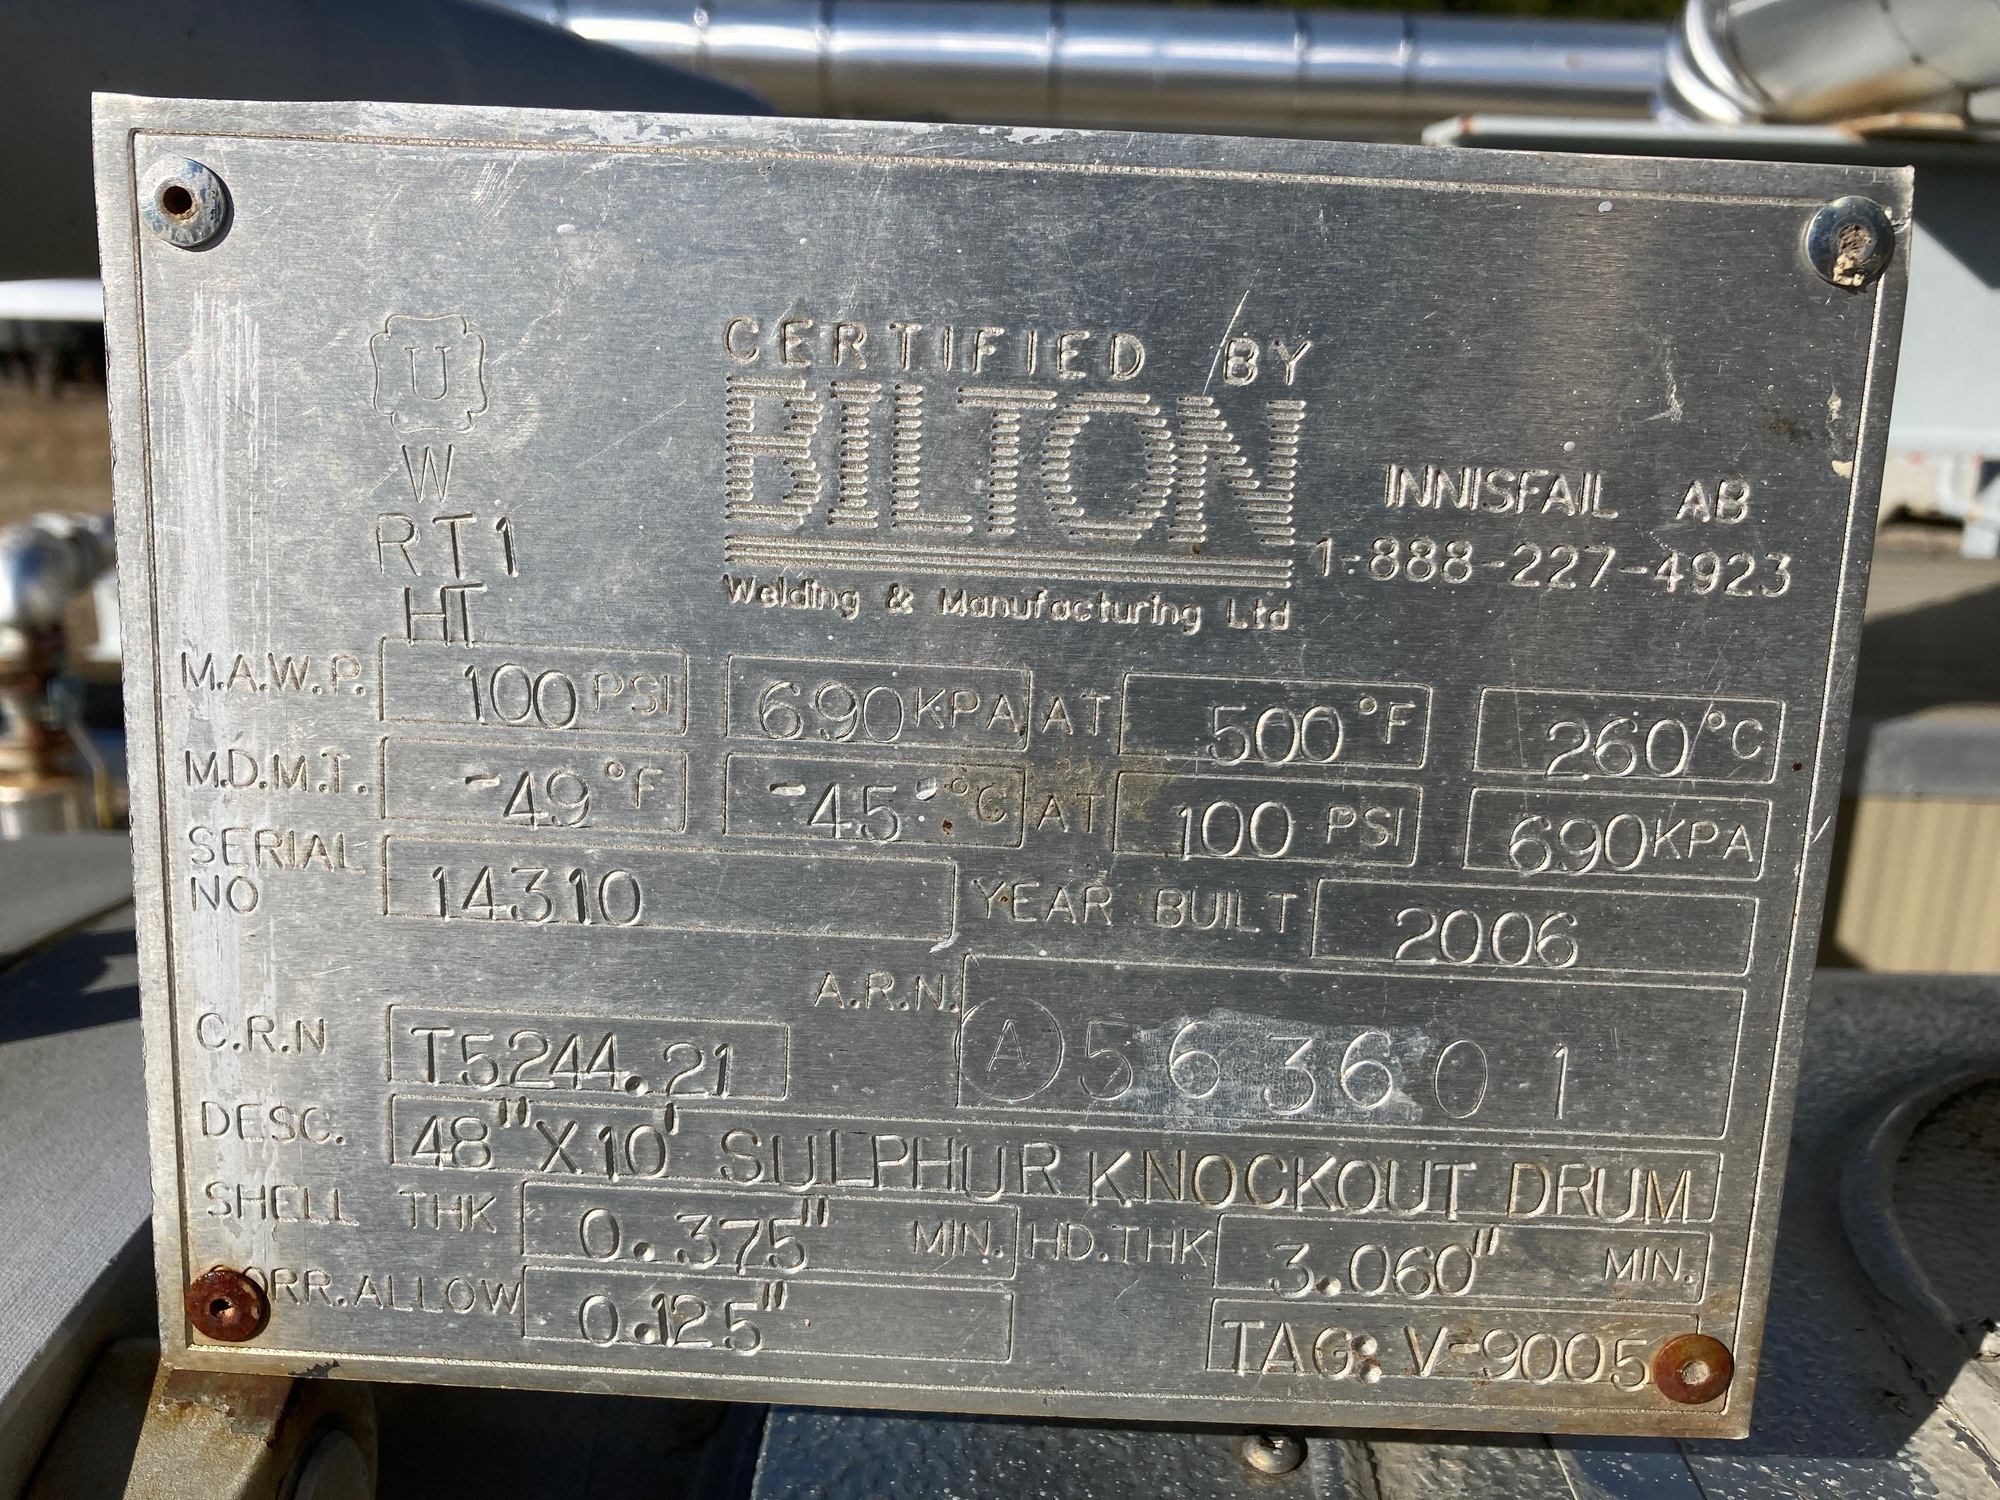 U
W
RT1
HT
CERTIFIED BY
BILTON
Welding & Manufacturing Ltd
INNISFAIL AB
1-888-227-4923
M.A.W.P. 100 PSI 690 KPA AT 500 °F 260 °C
M.D.M.T. -49 °F -45 °C AT 100 PSI 690 KPA
SERIAL NO 14310 YEAR BUILT 2006
A.R.N. A 563601
C.R.N T5244.21
DESC. 48"X10' SULPHUR KNOCKOUT DRUM
SHELL THK 0.375" MIN. HD.THK 3.060" MIN.
CORR.ALLOW 0.125" TAG: V-9005